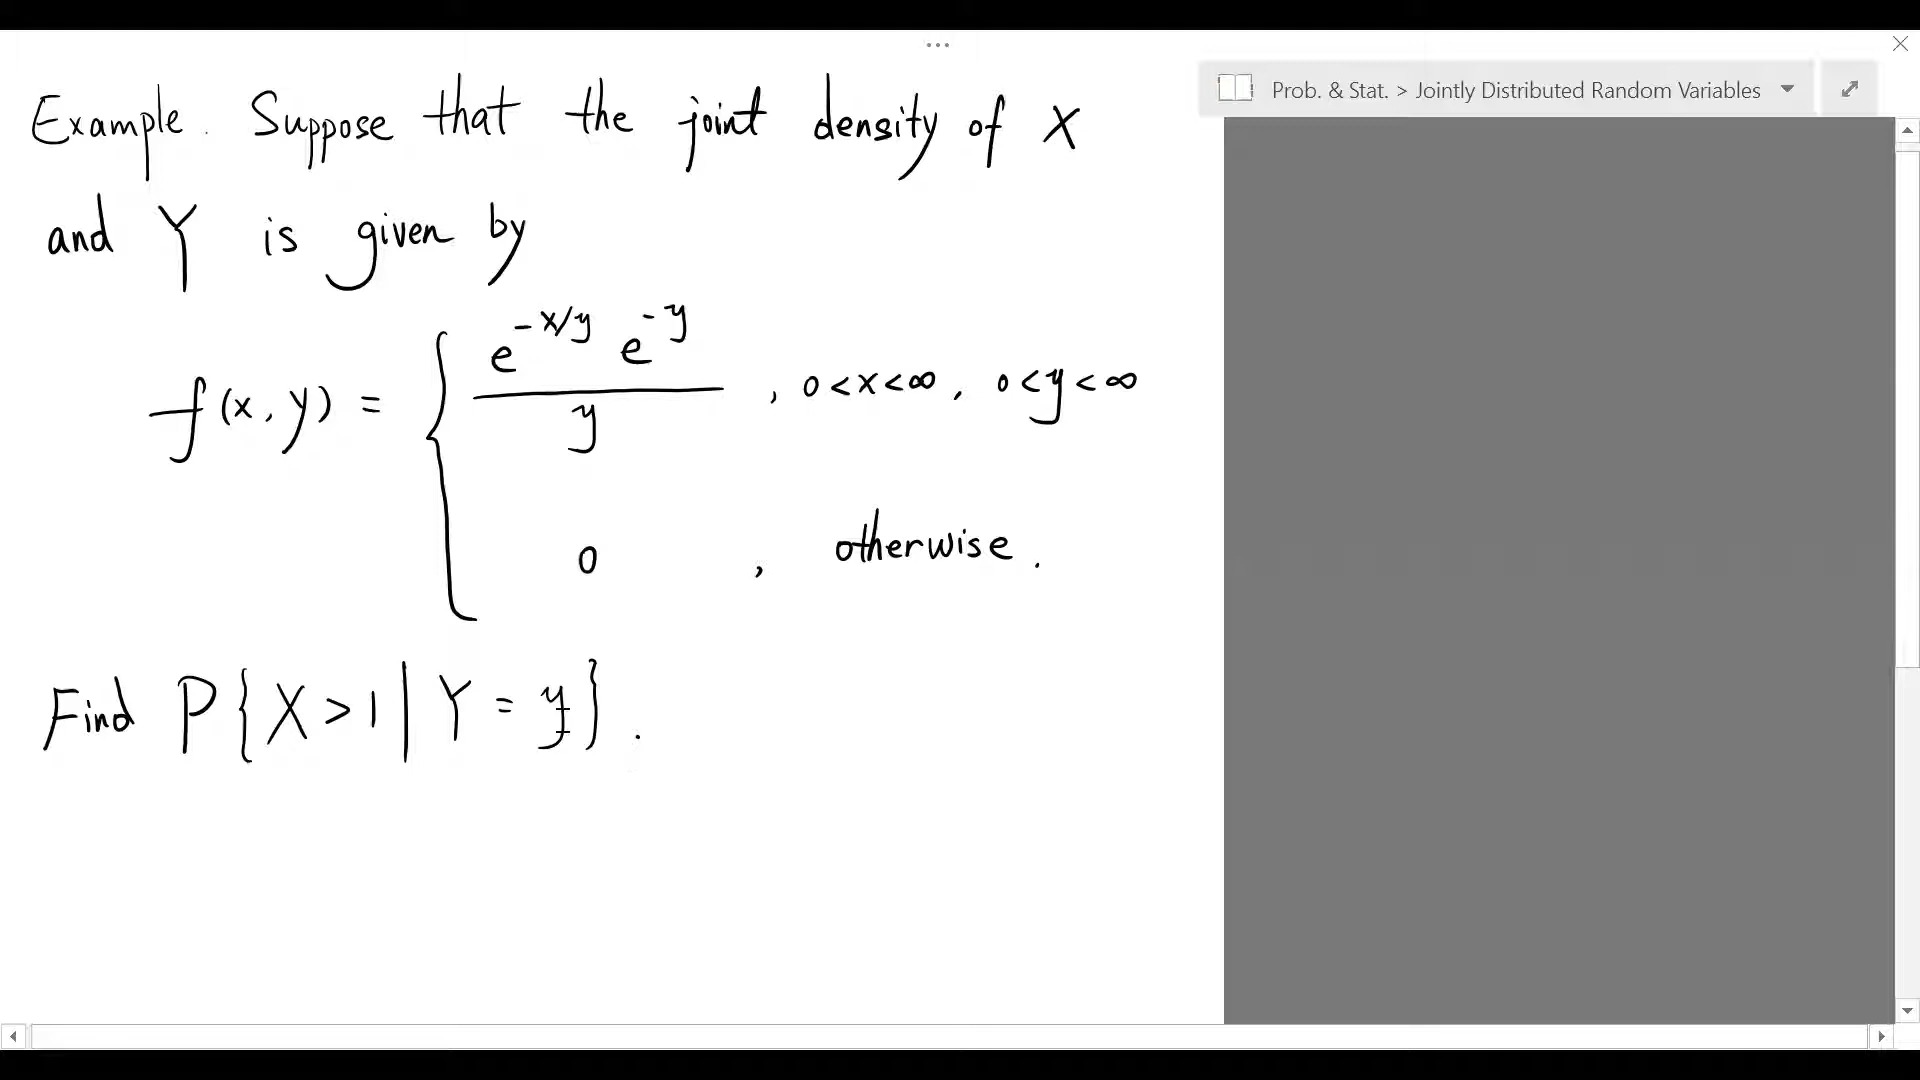 Prob. & Stat. > Jointly Distributed Random Variables
Example. Suppose that the joint density of X
and Y is given by
f(x, y) = { e^{-x/y} e^{-y} / y , 0 < x < ∞, 0 < y < ∞
0 , otherwise.
Find P{X > 1 | Y = y}.